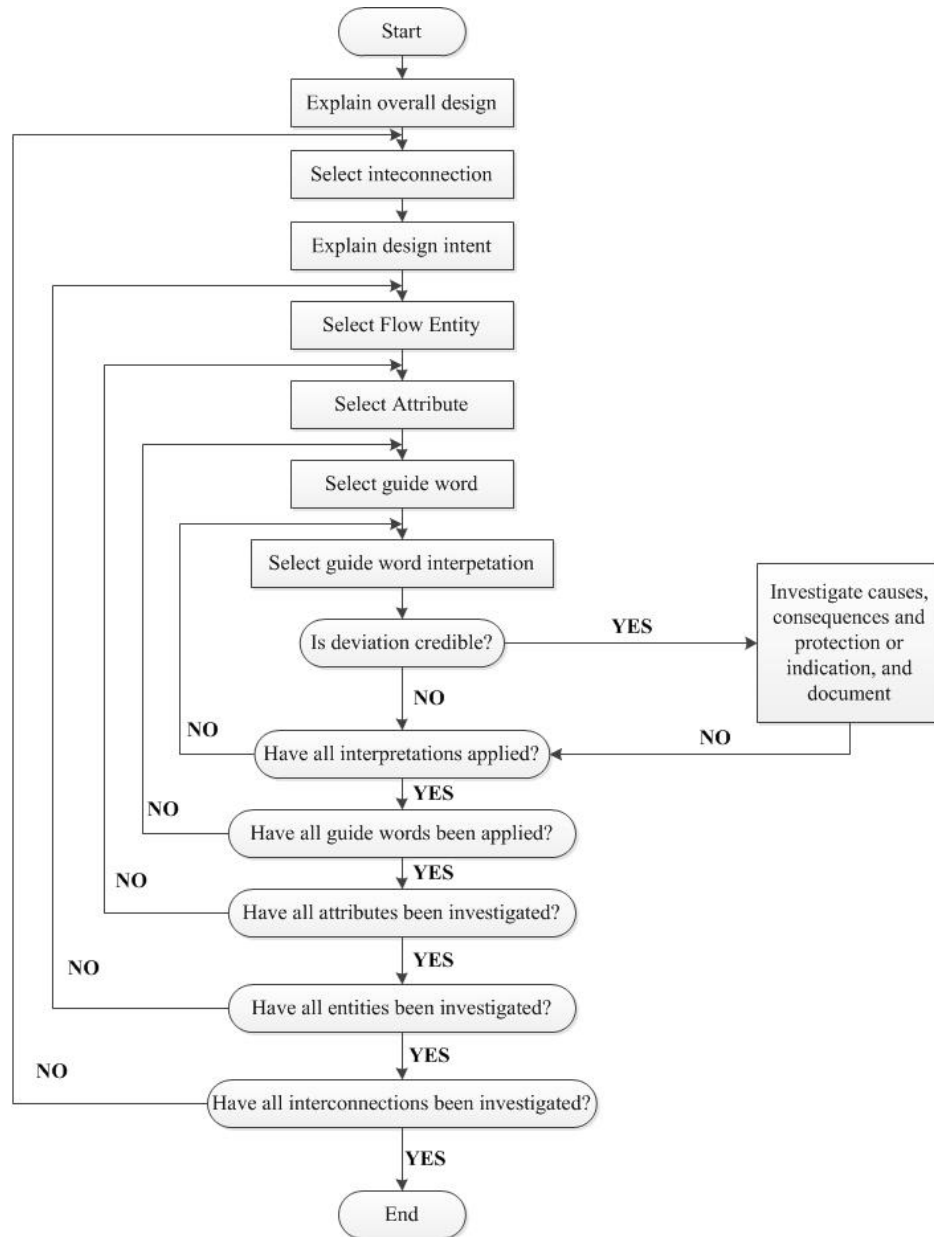 Start
Explain overall design
Select inteconnection
Explain design intent
Select Flow Entity
Select Attribute
Select guide word
Select guide word interpetation
Is deviation credible?
YES
Investigate causes,
consequences and
protection or
indication, and
document
NO
NO
NO
Have all interpretations applied?
YES
NO
Have all guide words been applied?
YES
NO
Have all attributes been investigated?
YES
NO
Have all entities been investigated?
YES
NO
Have all interconnections been investigated?
YES
End